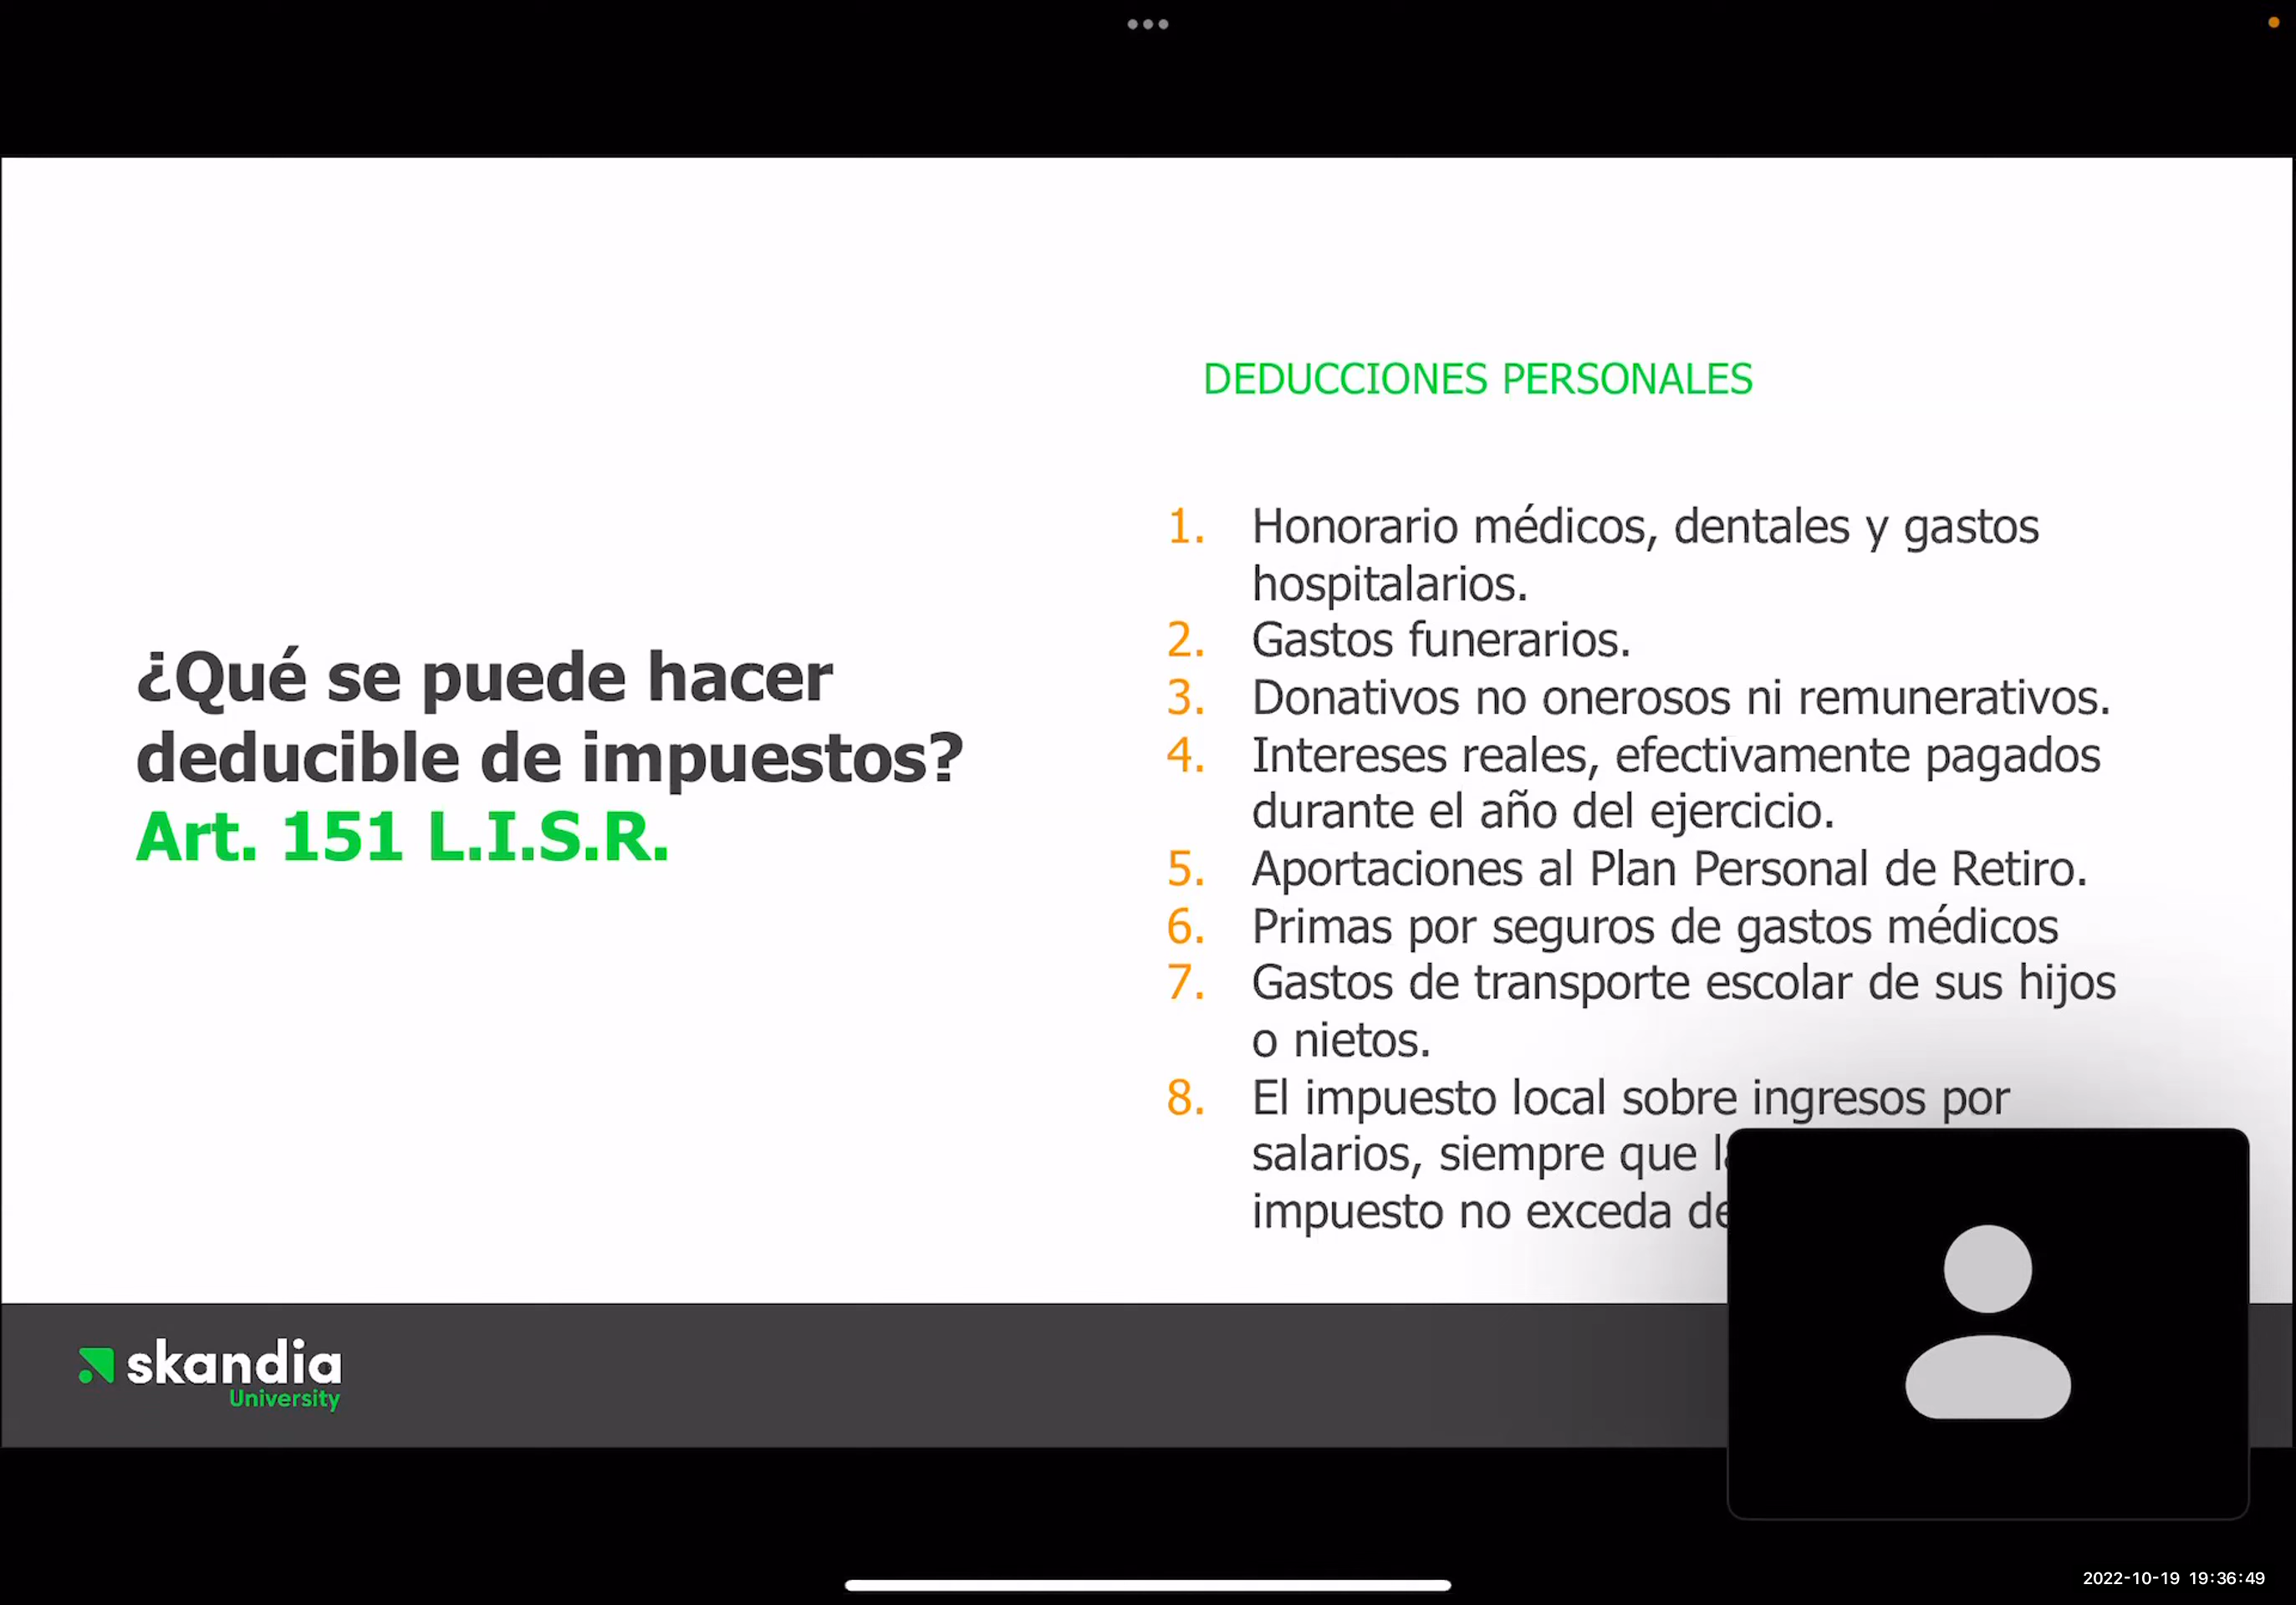 ¿Qué se puede hacer
deducible de impuestos?
Art. 151 L.I.S.R.
DEDUCCIONES PERSONALES
1. Honorario médicos, dentales y gastos
hospitalarios.
2. Gastos funerarios.
3. Donativos no onerosos ni remunerativos.
4. Intereses reales, efectivamente pagados
durante el año del ejercicio.
5. Aportaciones al Plan Personal de Retiro.
6. Primas por seguros de gastos médicos
7. Gastos de transporte escolar de sus hijos
o nietos.
8. El impuesto local sobre ingresos por
salarios, siempre que
impuesto no exceda
skandia
University
2022-10-19 19:36:49